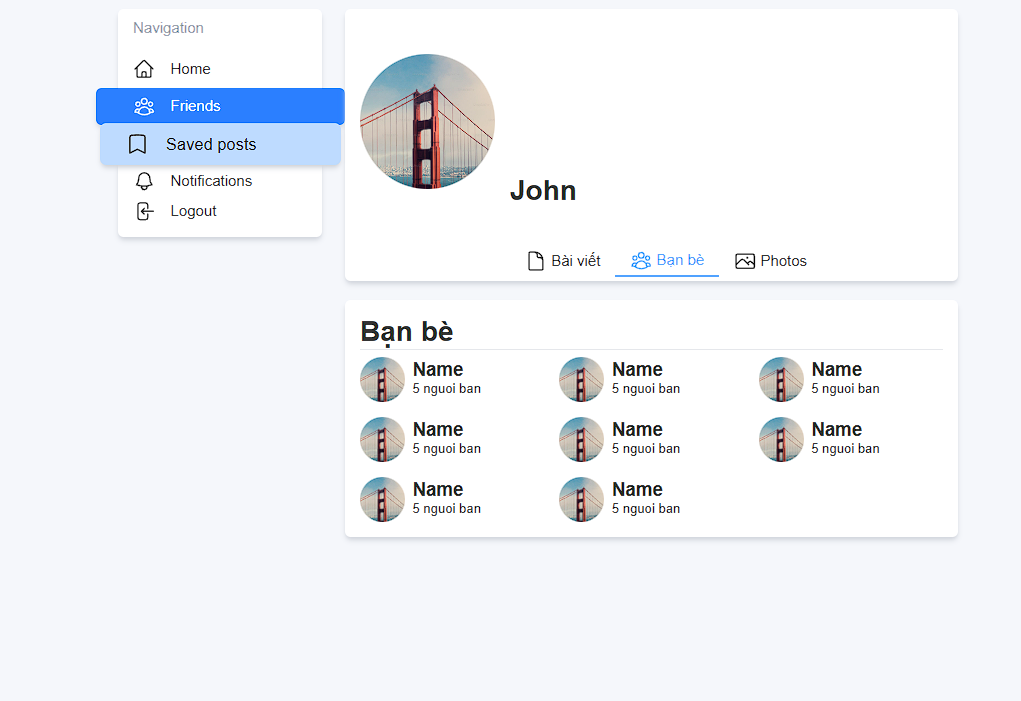 Navigation
Home
Friends
Saved posts
Notifications
Logout
John
Bài viết
Bạn bè
Photos
Bạn bè
Name
5 nguoi ban
Name
5 nguoi ban
Name
5 nguoi ban
Name
5 nguoi ban
Name
5 nguoi ban
Name
5 nguoi ban
Name
5 nguoi ban
Name
5 nguoi ban